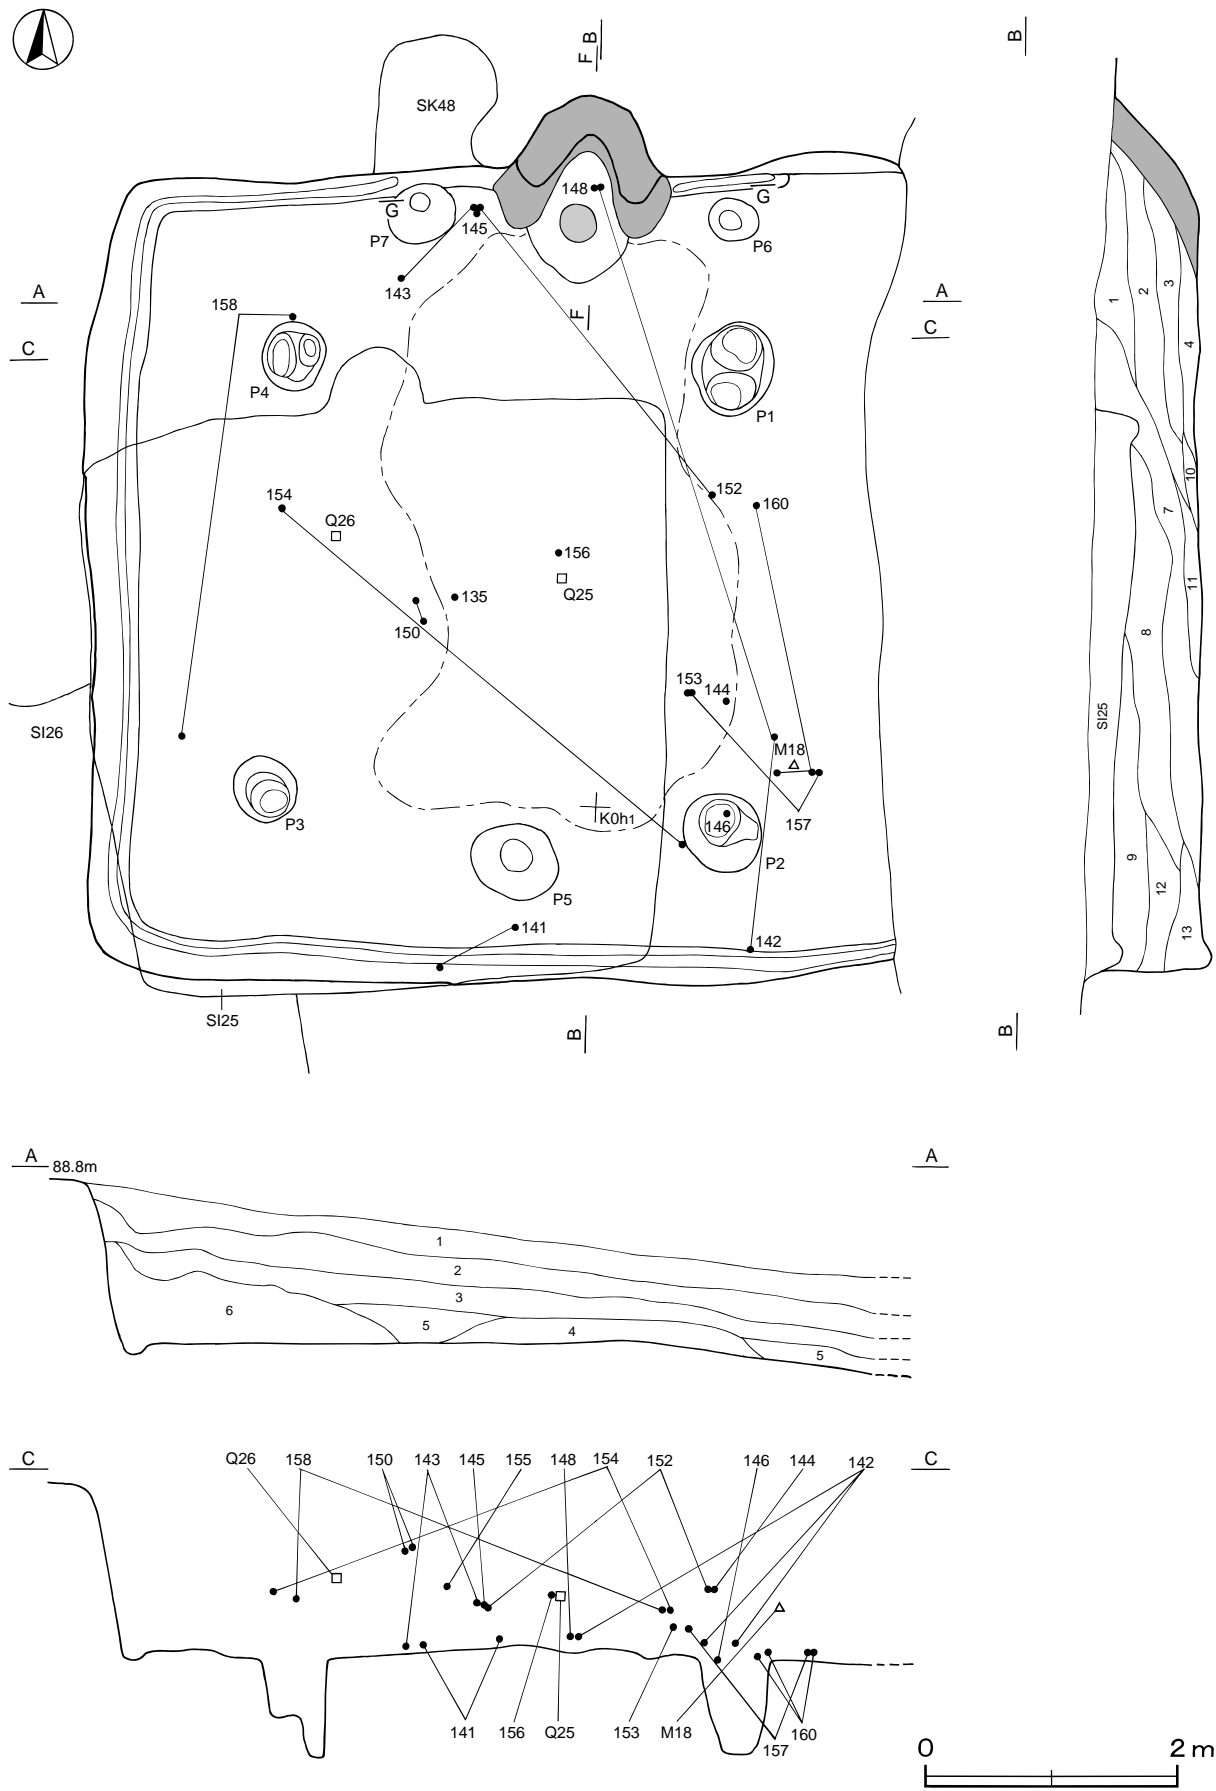 F B
B
SK48
148
G
G
145
P7
P6
143
A
A
158
F
C
C
P4
P1
1
2
3
4
154
152
160
Q26
156
Q25
135
150
10
7
11
8
153
144
SI26
SI25
M18
K0h1
146
157
P3
P2
P5
9
12
13
141
142
SI25
B
B
A
88.8m
A
1
2
3
6
5
4
5
C
Q26
158
150
143
145
155
148
154
152
146
144
142
C
141
156
Q25
153
M18
157
160
0
2 m